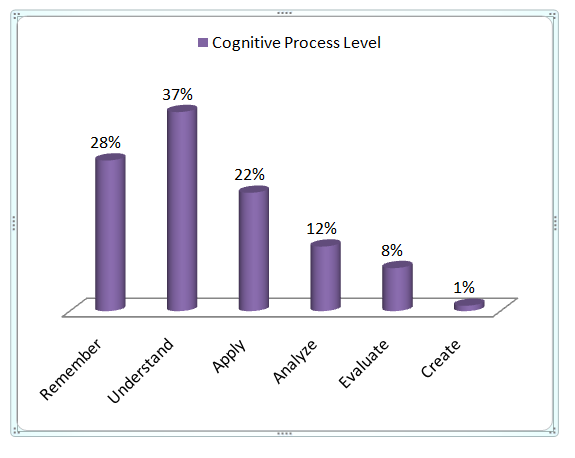 Cognitive Process Level
28%
37%
22%
12%
8%
1%
Remember
Understand
Apply
Analyze
Evaluate
Create